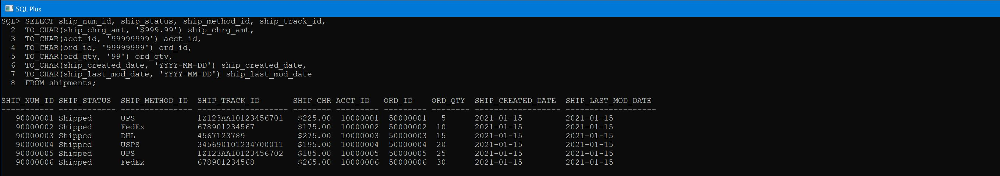 SQL Plus
SQL> SELECT ship_num_id, ship_status, ship_method_id, ship_track_id,
  2  TO_CHAR(ship_chrg_amt, '$999.99') ship_chrg_amt,
  3  TO_CHAR(acct_id, '99999999') acct_id,
  4  TO_CHAR(ord_id, '99999999') ord_id,
  5  TO_CHAR(ord_qty, '99') ord_qty,
  6  TO_CHAR(ship_created_date, 'YYYY-MM-DD') ship_created_date,
  7  TO_CHAR(ship_last_mod_date, 'YYYY-MM-DD') ship_last_mod_date
  8  FROM shipments;
SHIP_NUM_ID SHIP_STATUS  SHIP_METHOD_ID  SHIP_TRACK_ID       SHIP_CHR ACCT_ID   ORD_ID    ORD_QTY  SHIP_CREATED_DATE  SHIP_LAST_MOD_DATE
----------- ------------ --------------- ------------------- -------- --------- --------- -------- ------------------ -------------------
   90000001 Shipped      UPS             1Z123AA10123456701   $225.00  10000001  50000001   5      2021-01-15         2021-01-15
   90000002 Shipped      FedEx           678901234567         $175.00  10000002  50000002  10      2021-01-15         2021-01-15
   90000003 Shipped      DHL             4567123789           $275.00  10000003  50000003  15      2021-01-15         2021-01-15
   90000004 Shipped      USPS            345690101234700011   $195.00  10000004  50000004  20      2021-01-15         2021-01-15
   90000005 Shipped      UPS             1Z123AA10123456702   $185.00  10000005  50000005  25      2021-01-15         2021-01-15
   90000006 Shipped      FedEx           678901234568         $265.00  10000006  50000006  30      2021-01-15         2021-01-15